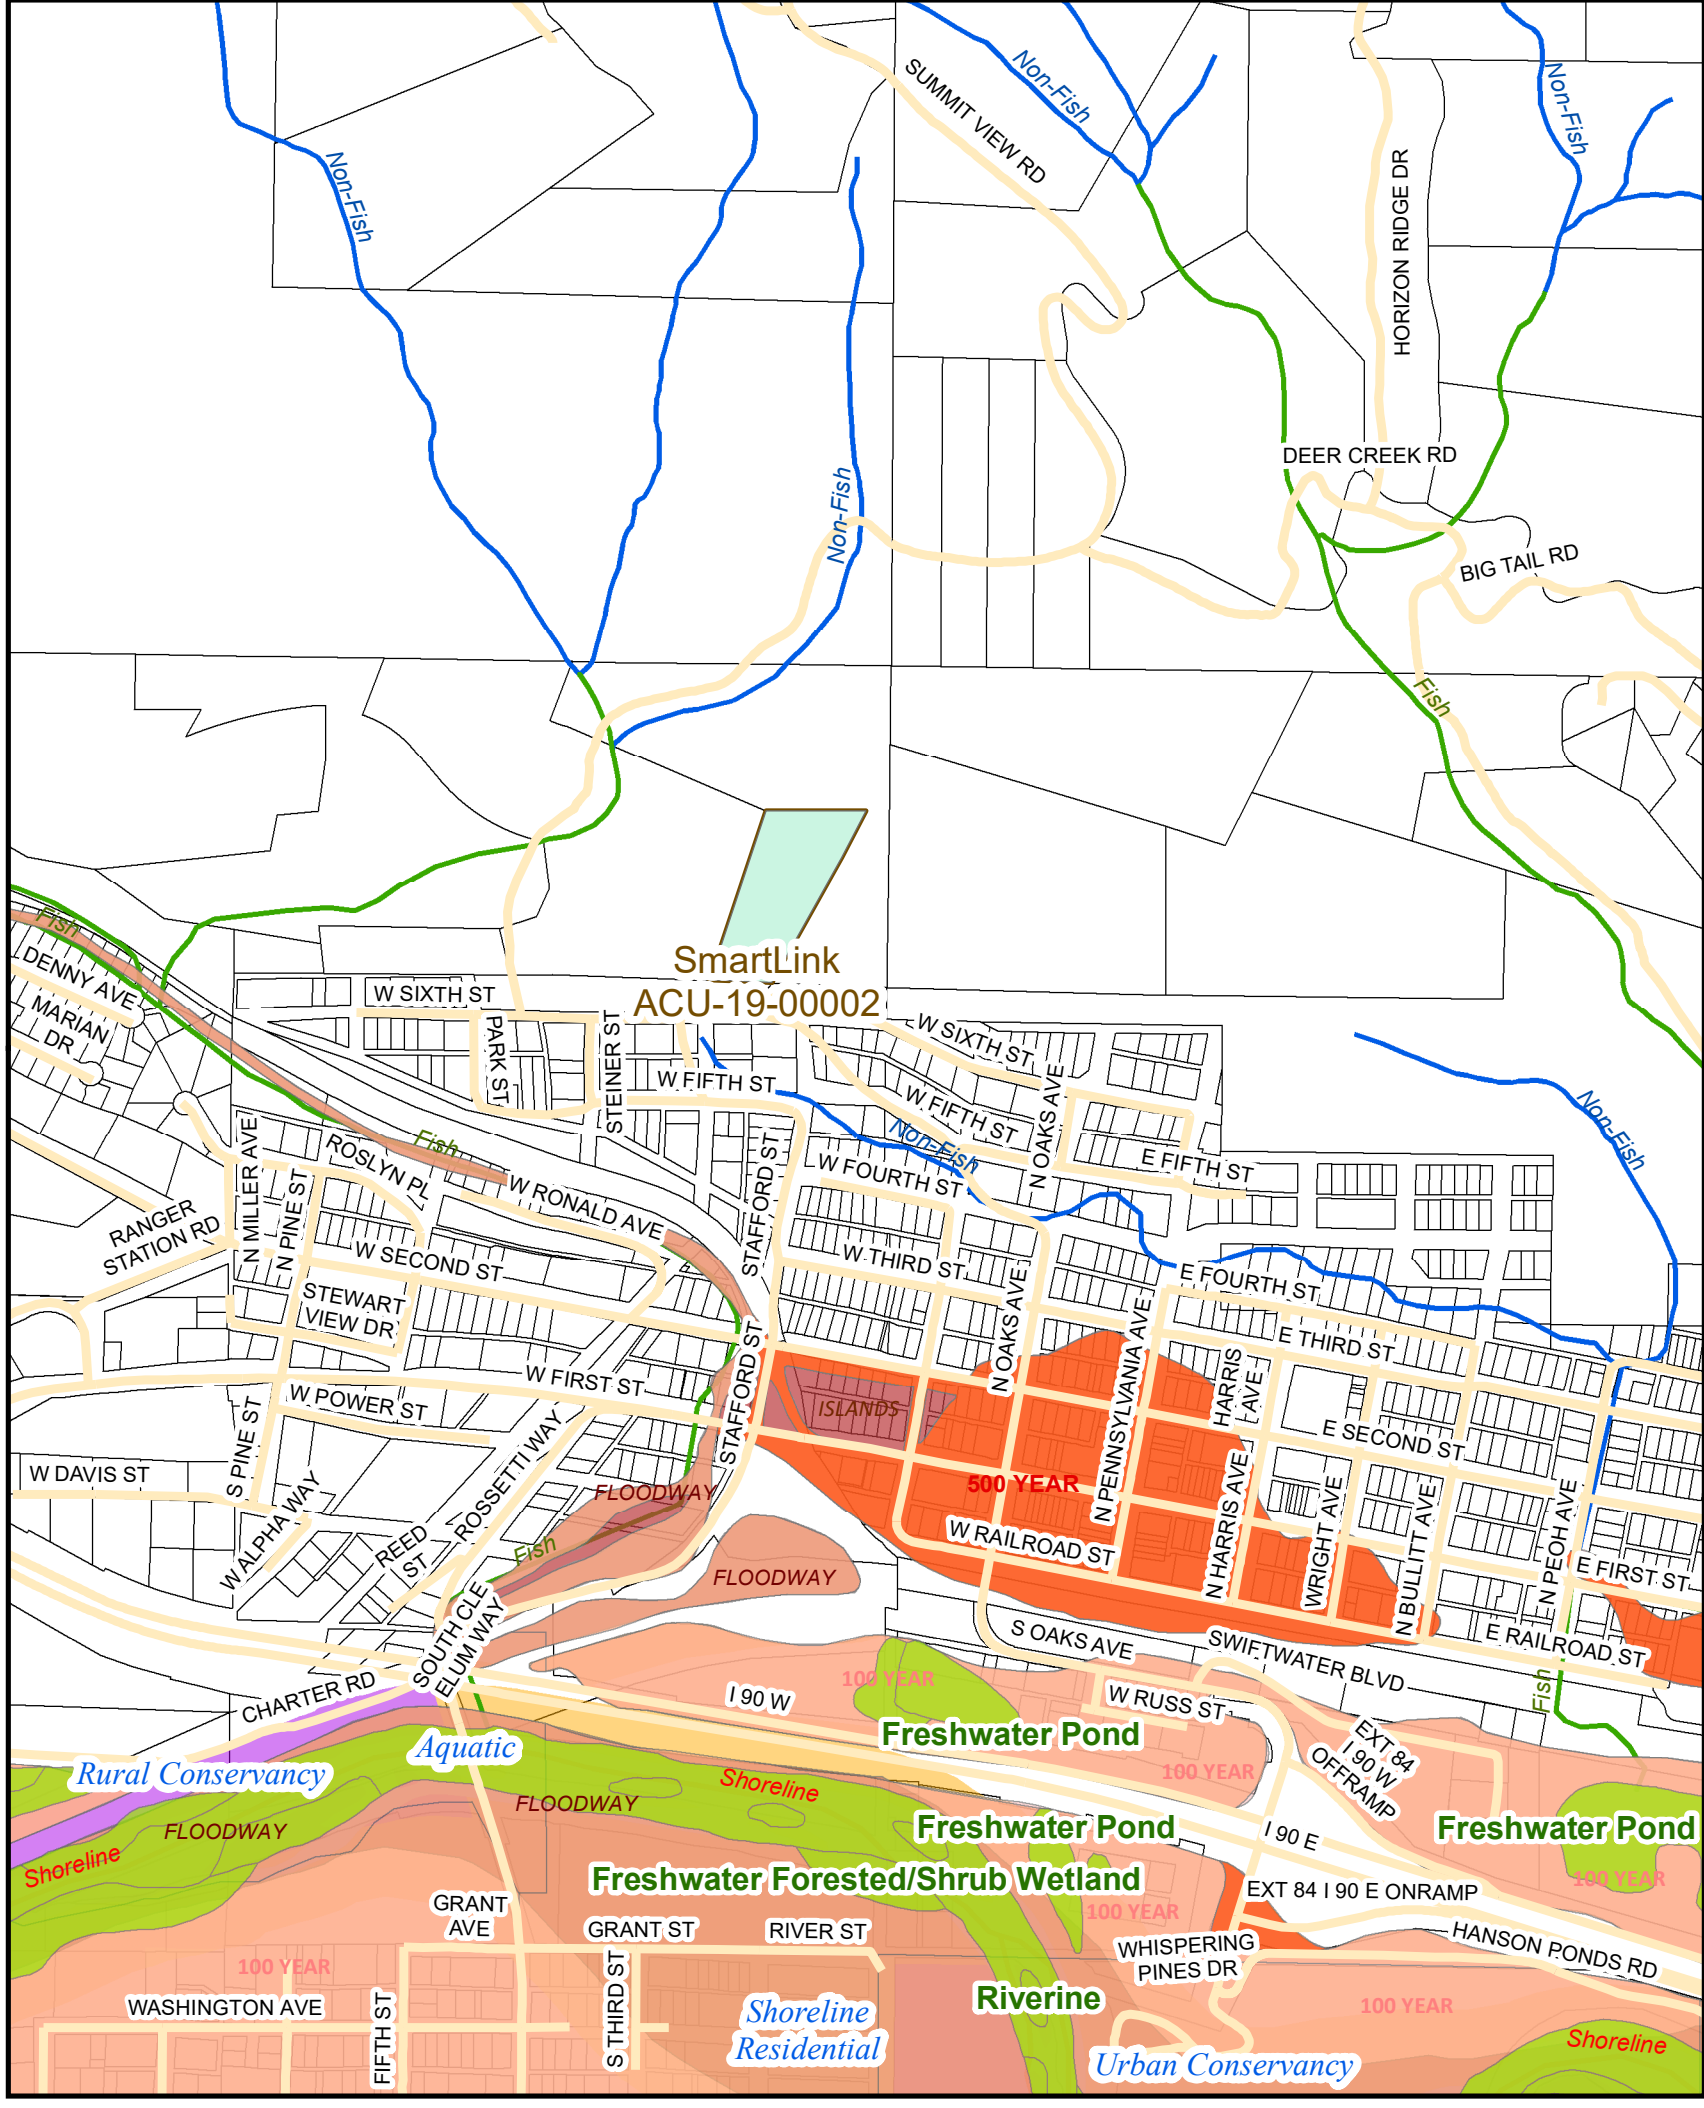 Non-Fish
SUMMIT VIEW RD
Non-Fish
Non-Fish
HORIZON RIDGE DR
DEER CREEK RD
Non-Fish
BIG TAIL RD
Fish
Fish
DENNY AVE
MARIAN
DR
SmartLink
ACU-19-00002
W SIXTH ST
PARK ST
STEINER ST
W FIFTH ST
W SIXTH ST
W FIFTH ST
N OAKS AVE
Non-Fish
Non-Fish
E FIFTH ST
W FOURTH ST
STAFFORD ST
Fish
ROSLYN PL
N MILLER AVE
N PINE ST
W RONALD AVE
RANGER
STATION RD
W SECOND ST
STEWART
VIEW DR
W THIRD ST
N OAKS AVE
E FOURTH ST
E THIRD ST
N PENNSYLVANIA AVE
HARRIS
AVE
W FIRST ST
W POWER ST
STAFFORD ST
ISLANDS
E SECOND ST
S PINE ST
W DAVIS ST
W ALPHA WAY
ROSSETTI WAY
REED
ST
FLOODWAY
500 YEAR
W RAILROAD ST
N HARRIS AVE
WRIGHT AVE
N BULLITT AVE
N PEOH AVE
E FIRST ST
Fish
FLOODWAY
SOUTH CLE
ELUM WAY
S OAKS AVE
SWIFTWATER BLVD
E RAILROAD ST
Fish
CHARTER RD
100 YEAR
I 90 W
W RUSS ST
Freshwater Pond
EXT 84
I 90 W
OFFRAMP
Aquatic
Rural Conservancy
Shoreline
100 YEAR
FLOODWAY
FLOODWAY
Freshwater Pond
I 90 E
Freshwater Pond
Shoreline
Freshwater Forested/Shrub Wetland
100 YEAR
EXT 84 I 90 E ONRAMP
100 YEAR
GRANT
AVE
GRANT ST
RIVER ST
WHISPERING
PINES DR
HANSON PONDS RD
100 YEAR
S THIRD ST
FIFTH ST
WASHINGTON AVE
Riverine
Shoreline
Residential
100 YEAR
Shoreline
Urban Conservancy